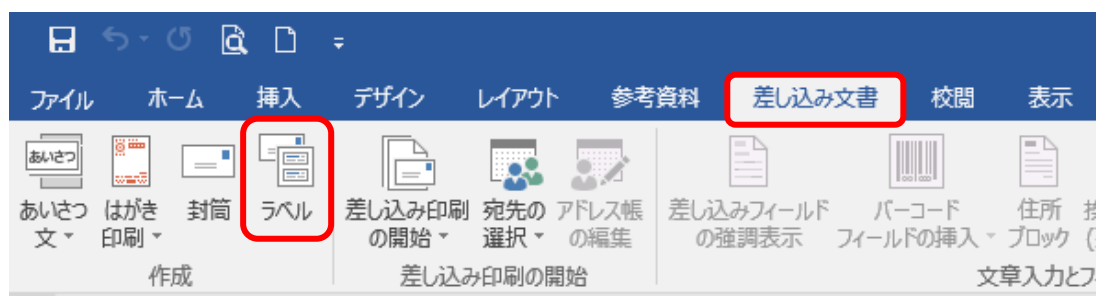 ファイル ホーム 挿入 デザイン レイアウト 参考資料 差し込み文書 校閲 表示
あいさつ
あいさつ文
はがき印刷
封筒
ラベル
差し込み印刷の開始
宛先の選択
アドレス帳の編集
差し込みフィールドの強調表示
バーコードフィールドの挿入
住所ブロック
作成
差し込み印刷の開始
文章入力とフ